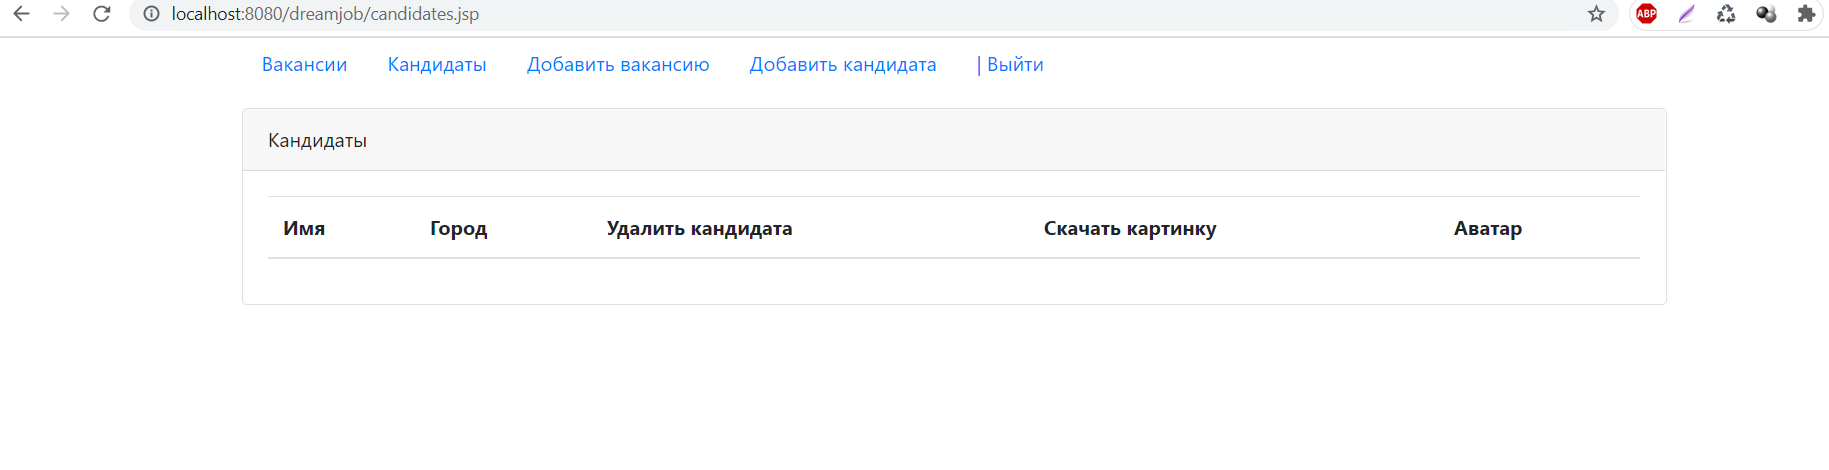 localhost:8080/dreamjob/candidates.jsp
ABP
Вакансии Кандидаты Добавить вакансию Добавить кандидата | Выйти
Кандидаты
Имя Город Удалить кандидата Скачать картинку Аватар